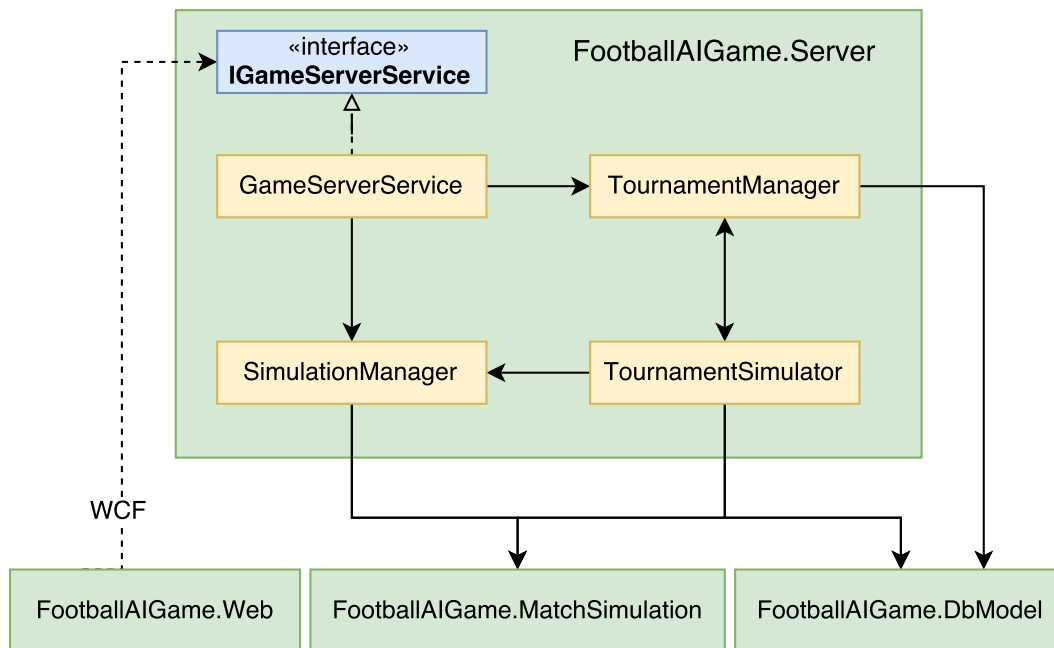 «interface»
IGameServerService
FootballAIGame.Server
GameServerService
TournamentManager
SimulationManager
TournamentSimulator
WCF
FootballAIGame.Web
FootballAIGame.MatchSimulation
FootballAIGame.DbModel